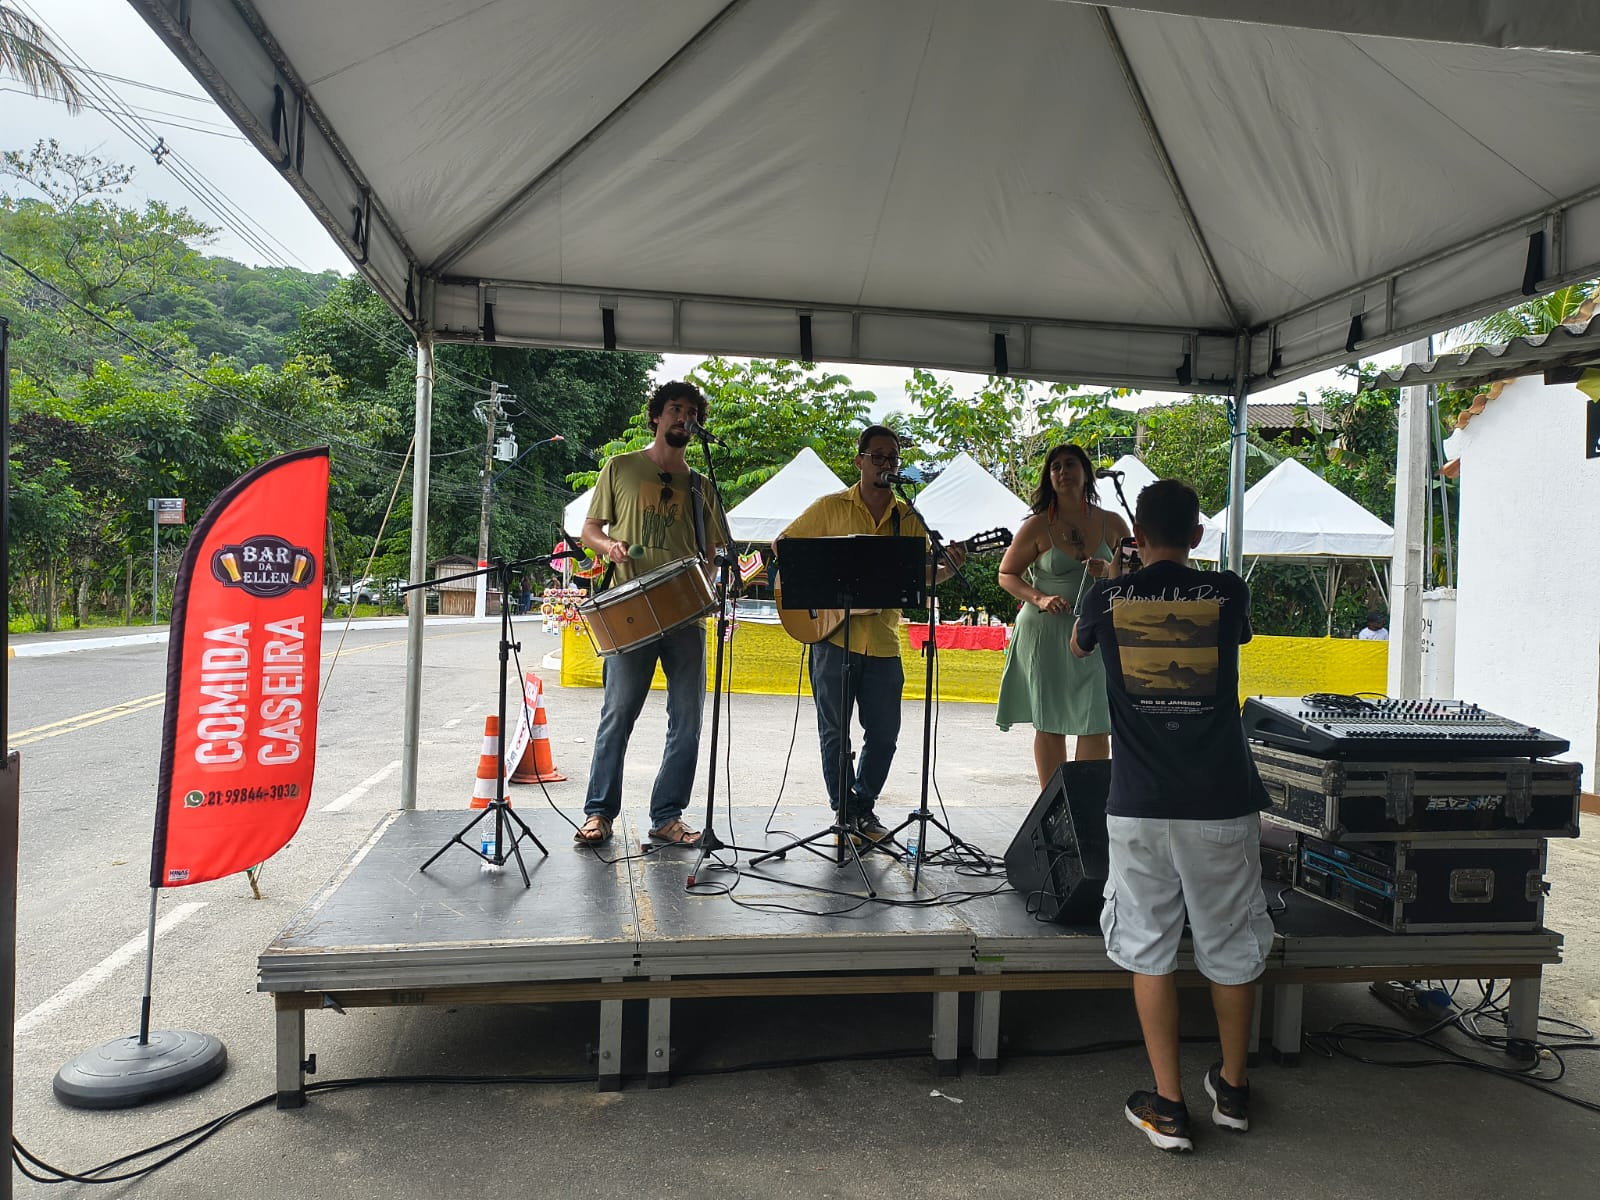 BAR
DA
ELLEN
COMIDA
CASEIRA
21 99844-3032
Blessed be Rio
RIO DE JANEIRO